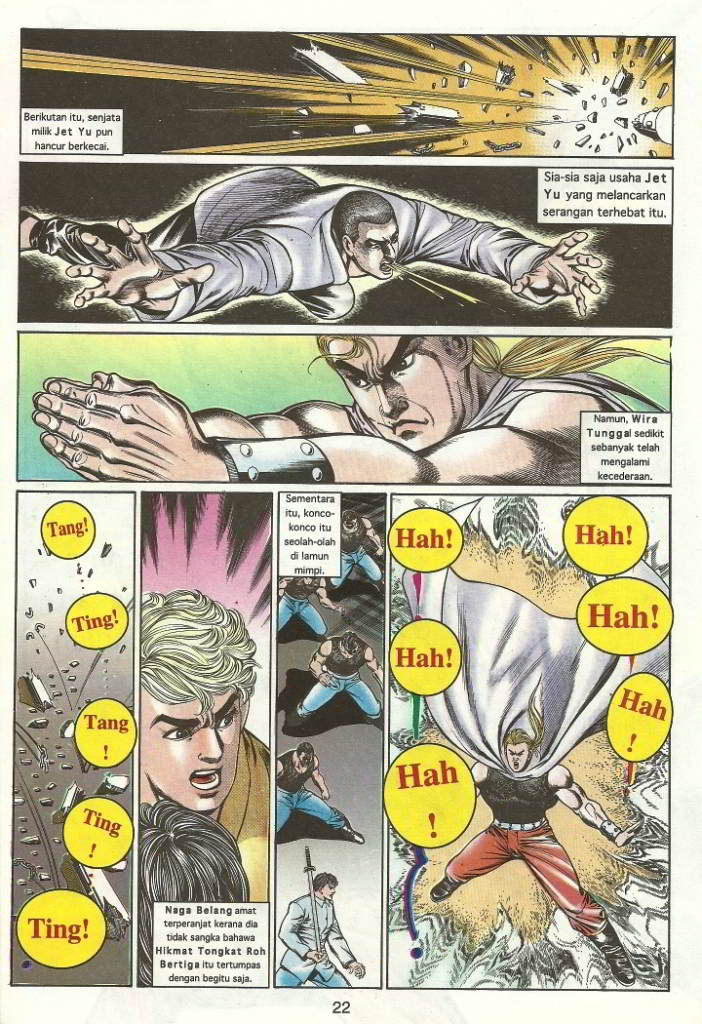 Berikutan itu, senjata
milik Jet Yu pun
hancur berkecai.
Sia-sia saja usaha Jet
Yu yang melancarkan
serangan terhebat itu.
Namun, Wira
Tunggal sedikit
sebanyak telah
mengalami
kecederaan.
Tang!
Ting!
Tang
!
Ting
!
Ting!
Naga Belang amat
terperanjat kerana dia
tidak sangka bahawa
Hikmat Tongkat Roh
Bertiga itu tertumpas
dengan begitu saja.
Sementara
itu, konco-
konco itu
seolah-olah
di lamun
mimpi.
Hah!
Hah!
Hah!
Hah!
Hah
!
Hah
!
22